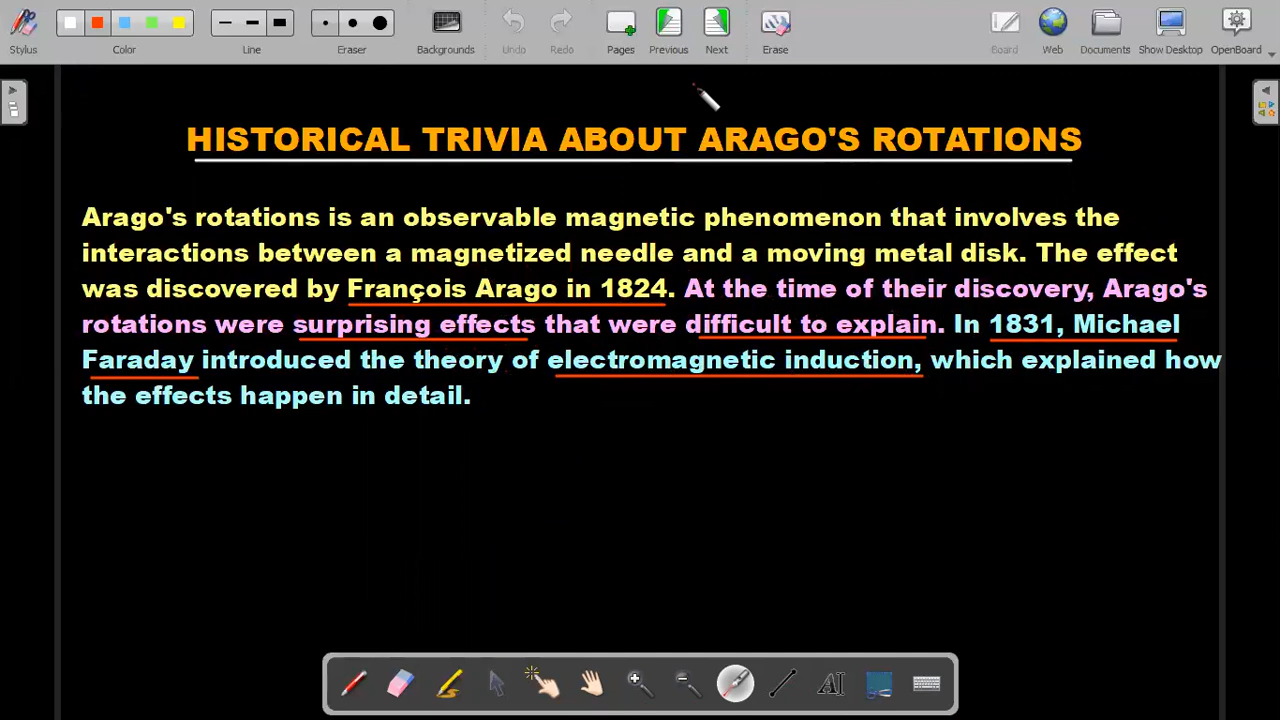 Stylus Color Line Eraser Backgrounds Undo Redo Pages Previous Next Erase Board Web Documents Show Desktop OpenBoard
HISTORICAL TRIVIA ABOUT ARAGO'S ROTATIONS
Arago's rotations is an observable magnetic phenomenon that involves the
interactions between a magnetized needle and a moving metal disk. The effect
was discovered by François Arago in 1824. At the time of their discovery, Arago's
rotations were surprising effects that were difficult to explain. In 1831, Michael
Faraday introduced the theory of electromagnetic induction, which explained how
the effects happen in detail.
AI